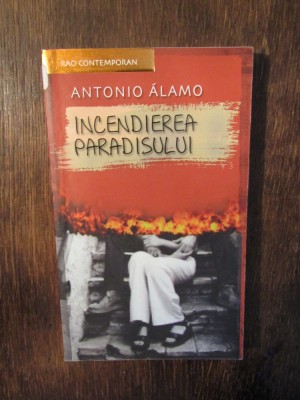 RAO CONTEMPORAN
ANTONIO ÁLAMO
INCENDIEREA
PARADISULUI